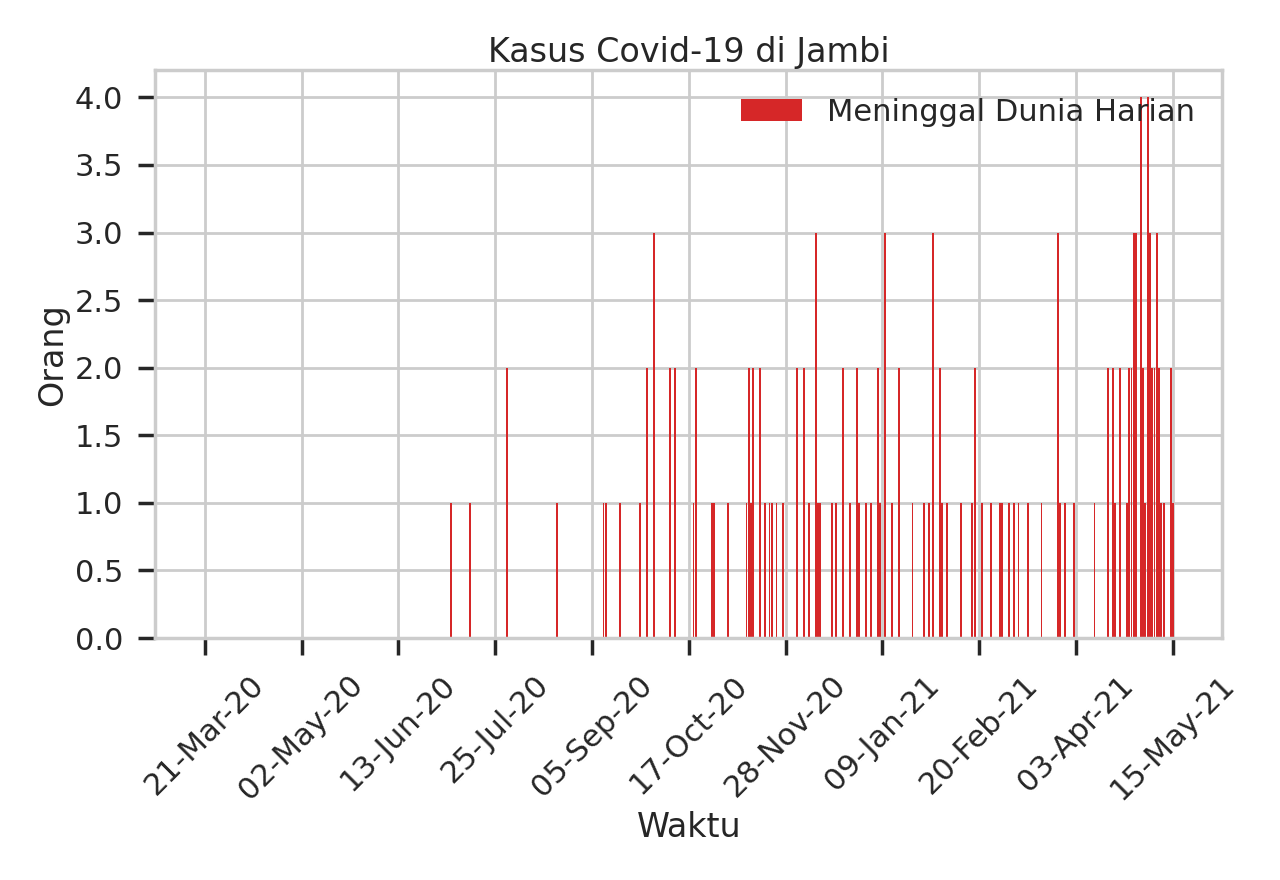 Kasus Covid-19 di Jambi
Meninggal Dunia Harian
Orang
4.0
3.5
3.0
2.5
2.0
1.5
1.0
0.5
0.0
21-Mar-20
02-May-20
13-Jun-20
25-Jul-20
05-Sep-20
17-Oct-20
28-Nov-20
09-Jan-21
20-Feb-21
03-Apr-21
15-May-21
Waktu